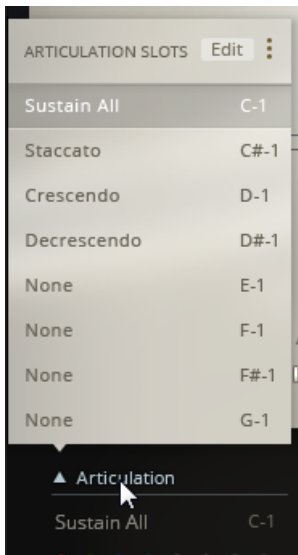 ARTICULATION SLOTS Edit
Sustain All C-1
Staccato C#-1
Crescendo D-1
Decrescendo D#-1
None E-1
None F-1
None F#-1
None G-1
▲ Articulation
Sustain All C-1